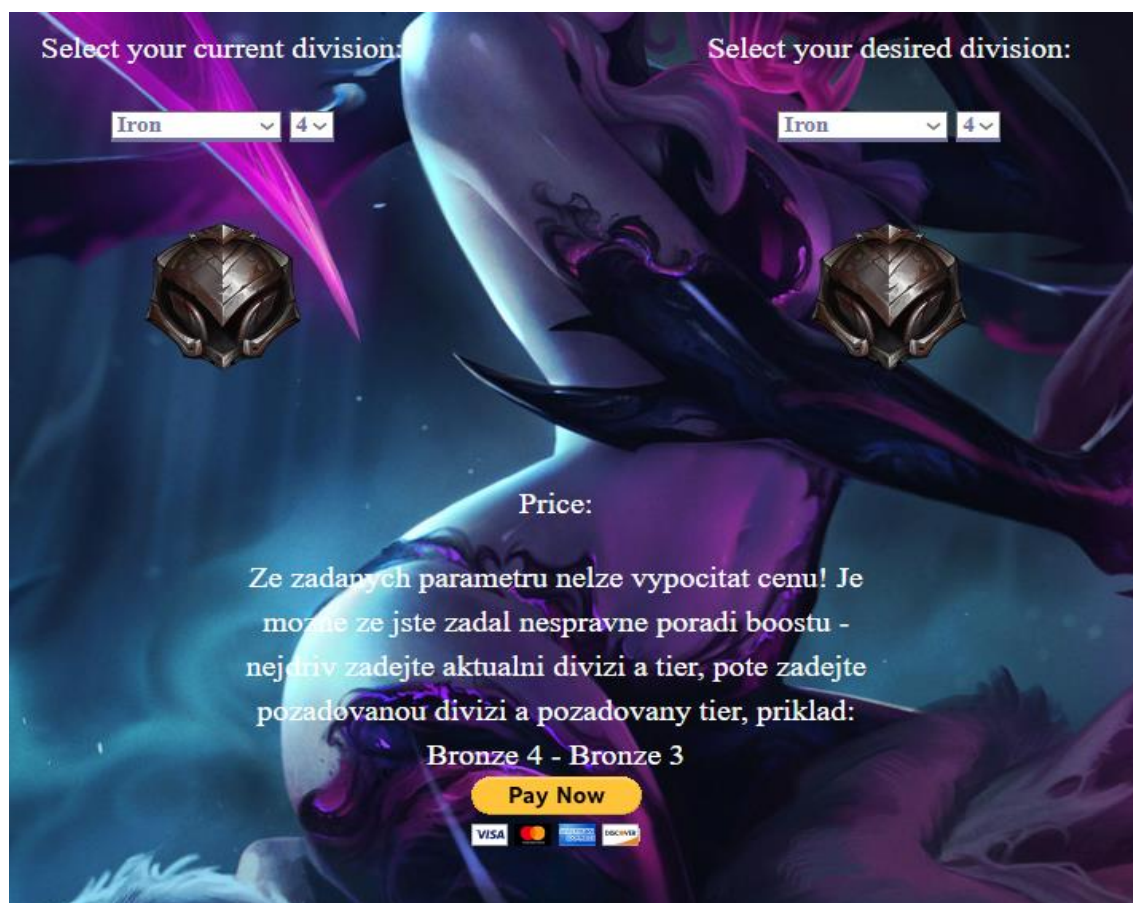 Select your current division:
Select your desired division:
Iron 4
Iron 4
Price:
Ze zadanych parametru nelze vypocitat cenu! Je
mozne ze jste zadal nespravne poradi boostu -
nejdriv zadejte aktualni divizi a tier, pote zadejte
pozadovanou divizi a pozadovany tier, priklad:
Bronze 4 - Bronze 3
Pay Now
VISA DISCOVER